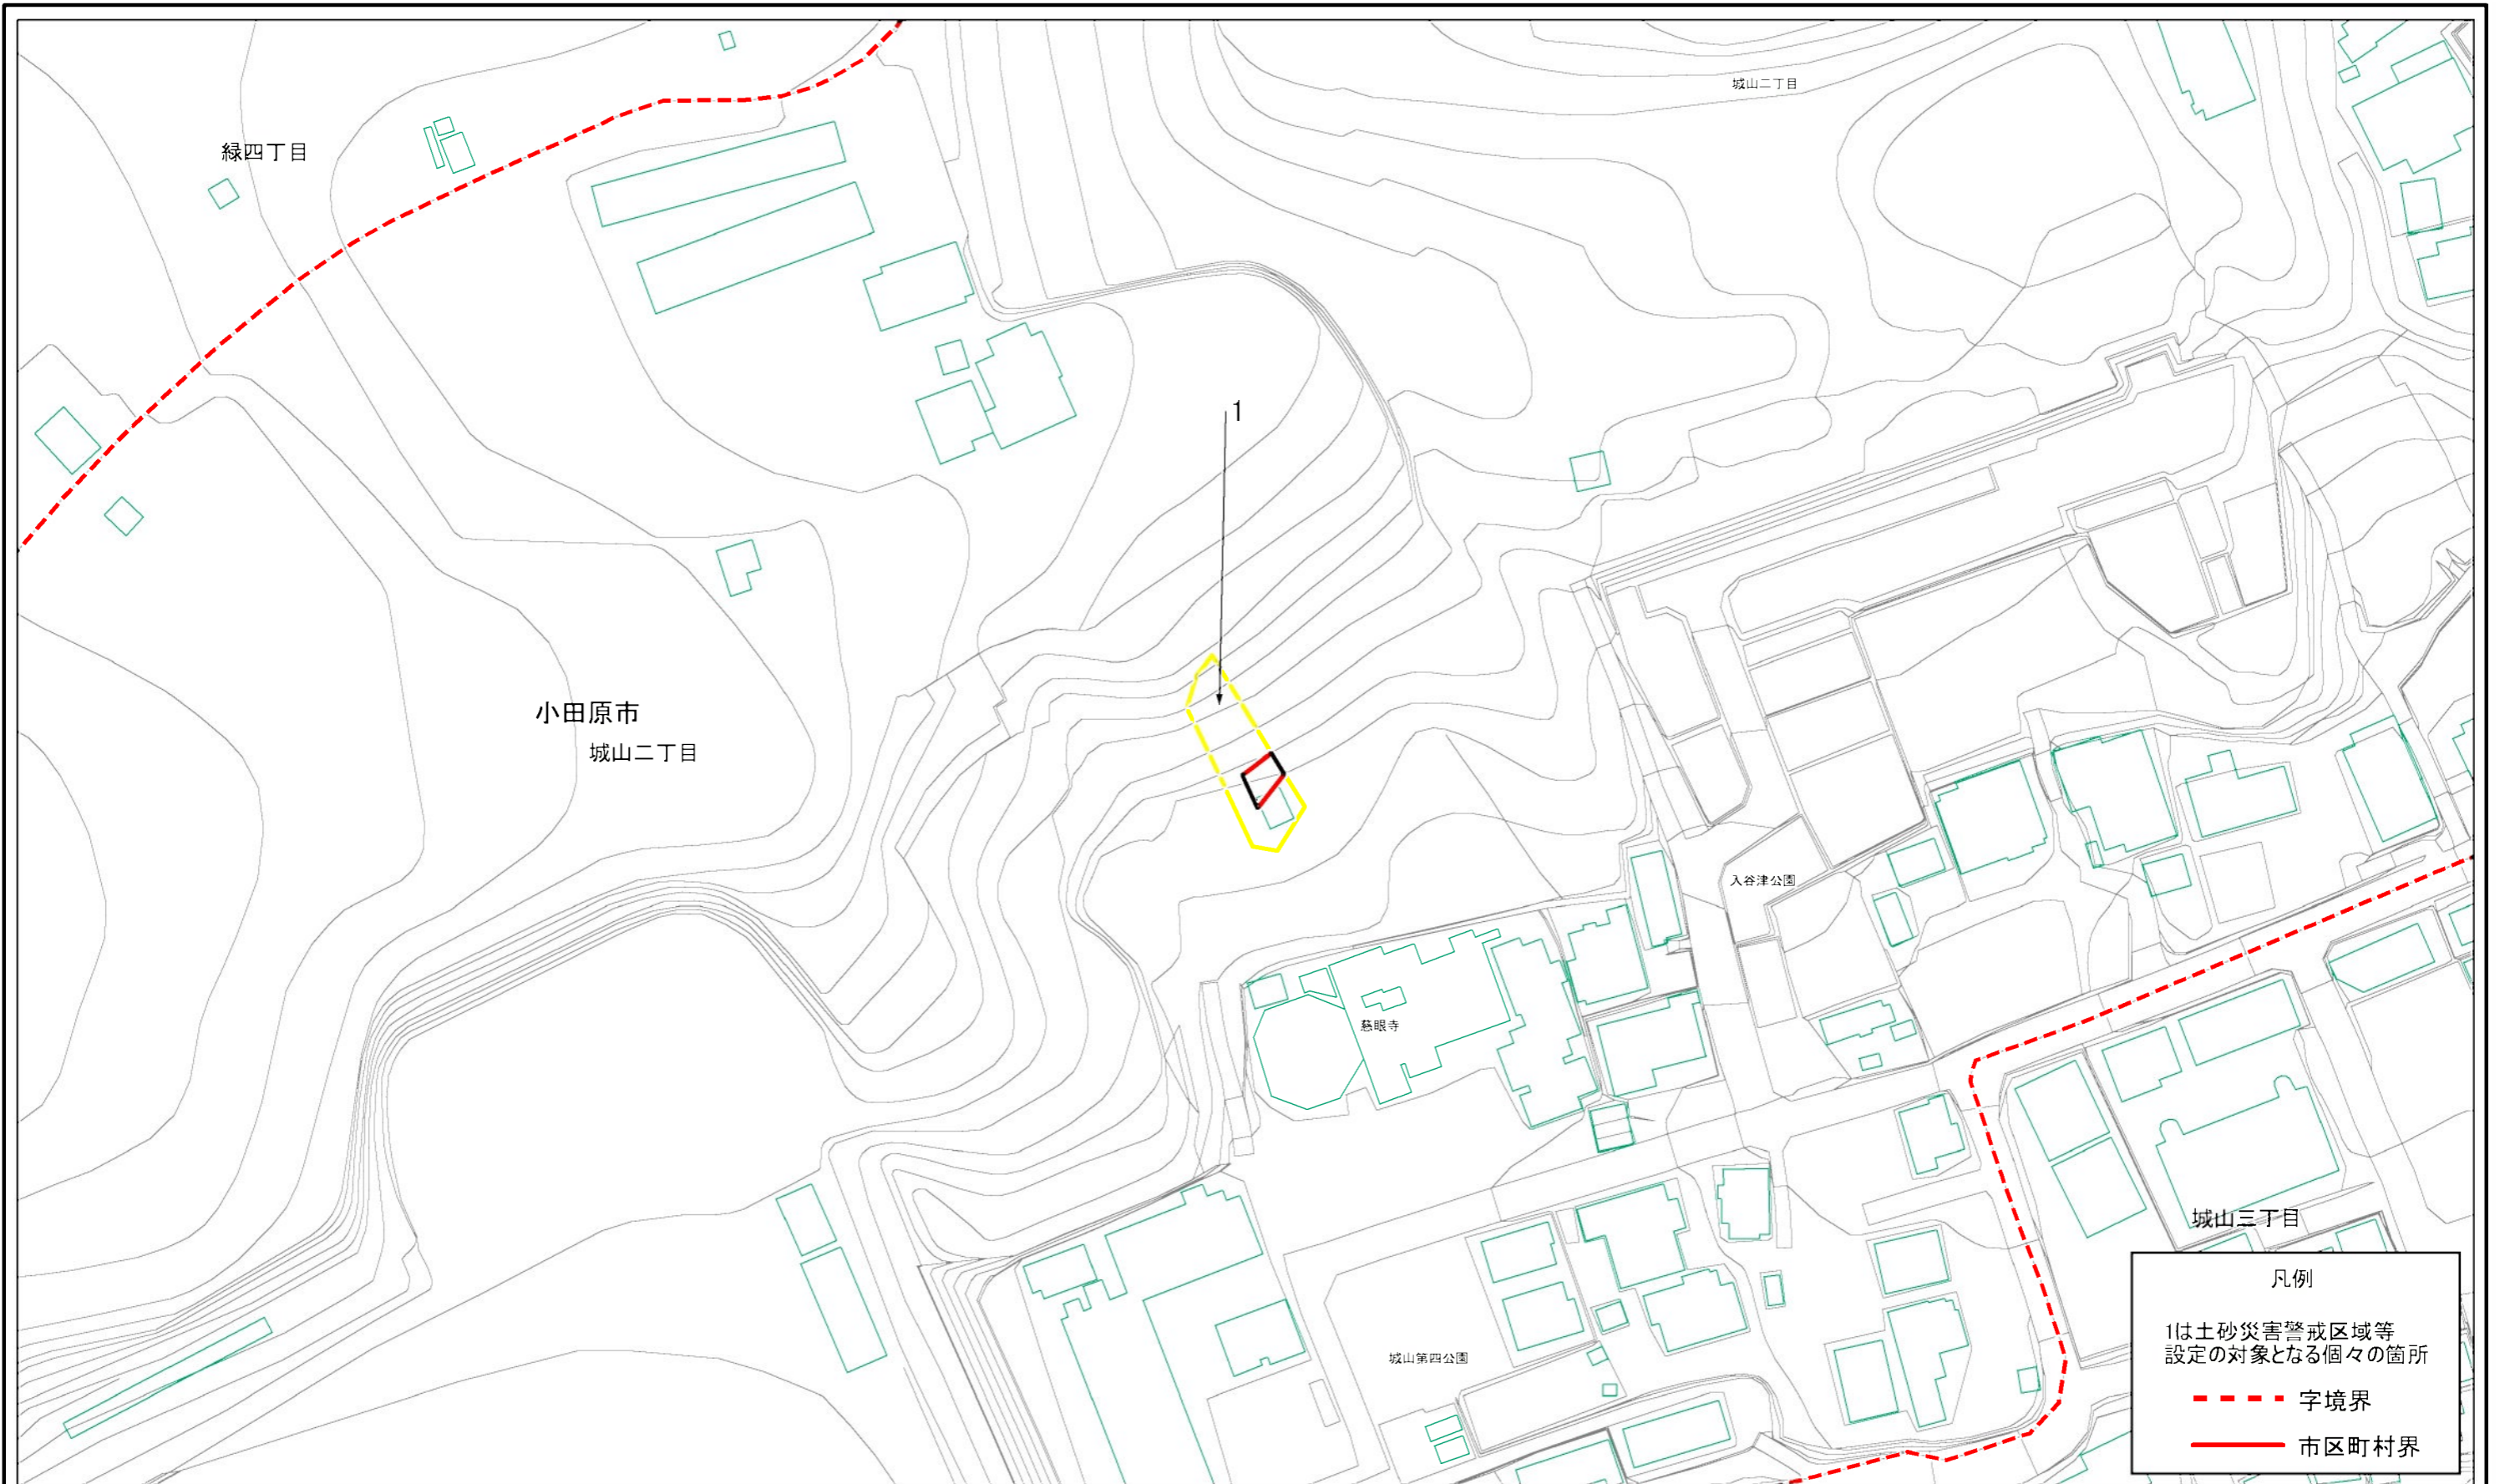 城山二丁目
緑四丁目
1
小田原市
城山二丁目
入谷津公園
慈眼寺
城山三丁目
城山第四公園
凡例
1は土砂災害警戒区域等
設定の対象となる個々の箇所
字境界
市区町村界